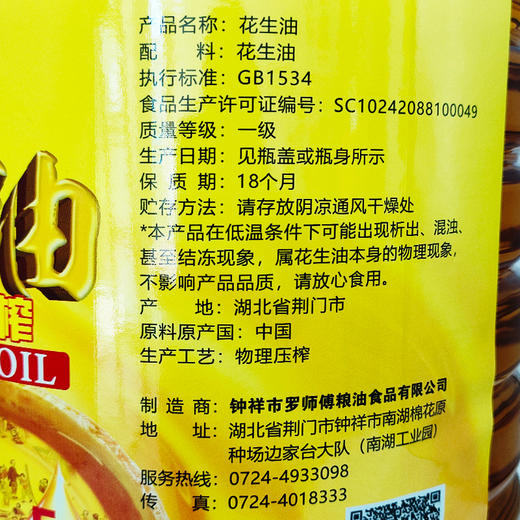 产品名称：花生油
配 料：花生油
执行标准：GB1534
食品生产许可证编号：SC10242088100049
质量等级：一级
生产日期：见瓶盖或瓶身所示
保 质 期：18个月
贮存方法：请存放阴凉通风干燥处
*本产品在低温条件下可能出现析出、混浊、
甚至结冻现象，属花生油本身的物理现象，
不影响产品品质，请放心食用。
产 地：湖北省荆门市
原料原产国：中国
生产工艺：物理压榨
制 造 商：钟祥市罗师傅粮油食品有限公司
地 址：湖北省荆门市钟祥市南湖棉花原
种场边家台大队（南湖工业园）
服务热线：0724-4933098
传 真：0724-4018333
油
榨
OIL